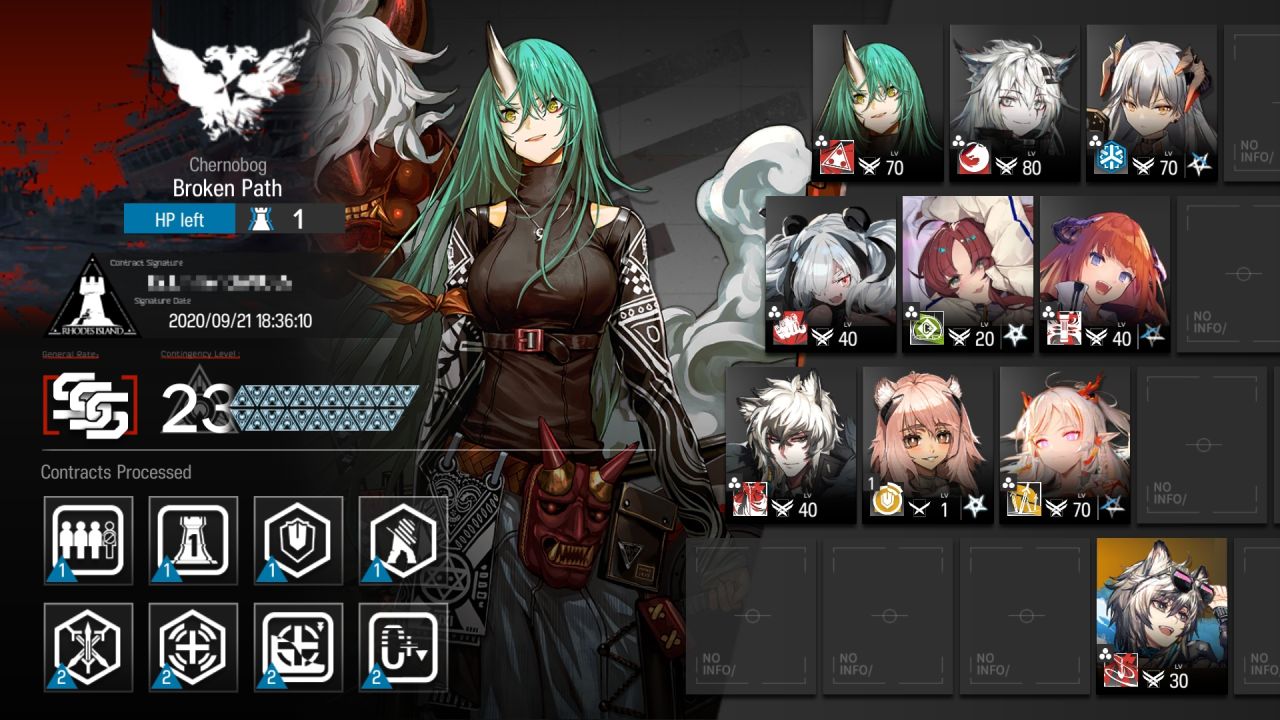 Chernobog
Broken Path
HP left 1
Contract Signature
Signature Date
2020/09/21 18:36:10
RHODES ISLAND
General Rate:
Contingency Level:
23
Contracts Processed
1 1 1 1
2 2 2 2
LV 70
LV 80
LV 70
NO INFO/
LV 40
LV 20
LV 40
NO INFO/
LV 40
1 LV 1
LV 70
NO INFO/
NO INFO/
NO INFO/
NO INFO/
LV 30
NO INFO